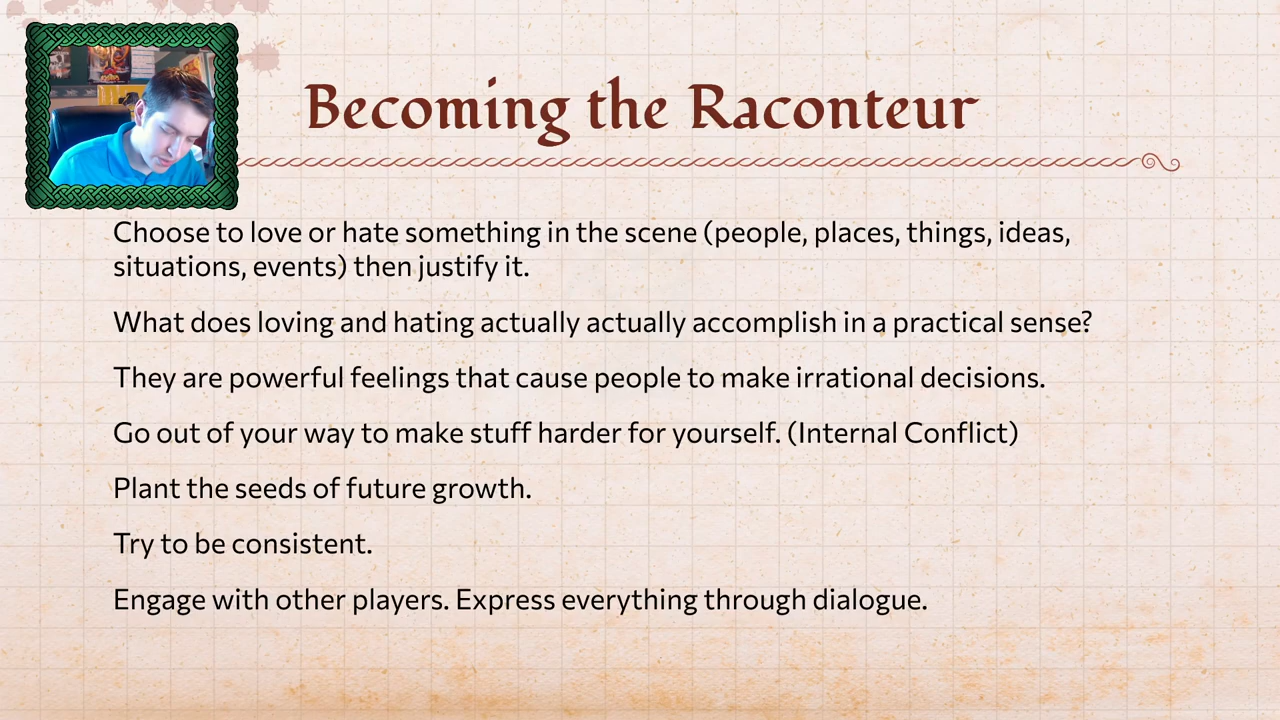 Becoming the Raconteur
Choose to love or hate something in the scene (people, places, things, ideas,
situations, events) then justify it.
What does loving and hating actually actually accomplish in a practical sense?
They are powerful feelings that cause people to make irrational decisions.
Go out of your way to make stuff harder for yourself. (Internal Conflict)
Plant the seeds of future growth.
Try to be consistent.
Engage with other players. Express everything through dialogue.